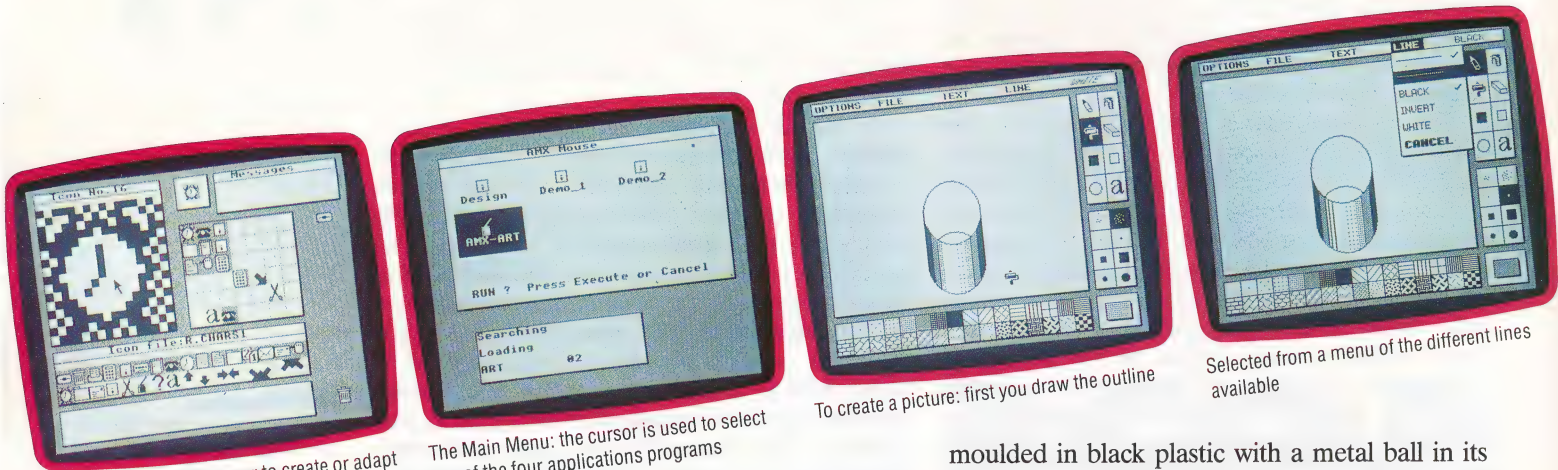 Icon No.16
Messages
Icon file:R.CHARS1
to create or adapt
AMX Mouse
Design
Demo_1
Demo_2
AMX-ART
RUN ? Press Execute or Cancel
Searching
Loading
02
ART
The Main Menu: the cursor is used to select
of the four applications programs
OPTIONS FILE TEXT LINE WHITE
a
To create a picture: first you draw the outline
OPTIONS FILE TEXT LINE BLACK
BLACK
INVERT
WHITE
CANCEL
a
Selected from a menu of the different lines
available
moulded in black plastic with a metal ball in its